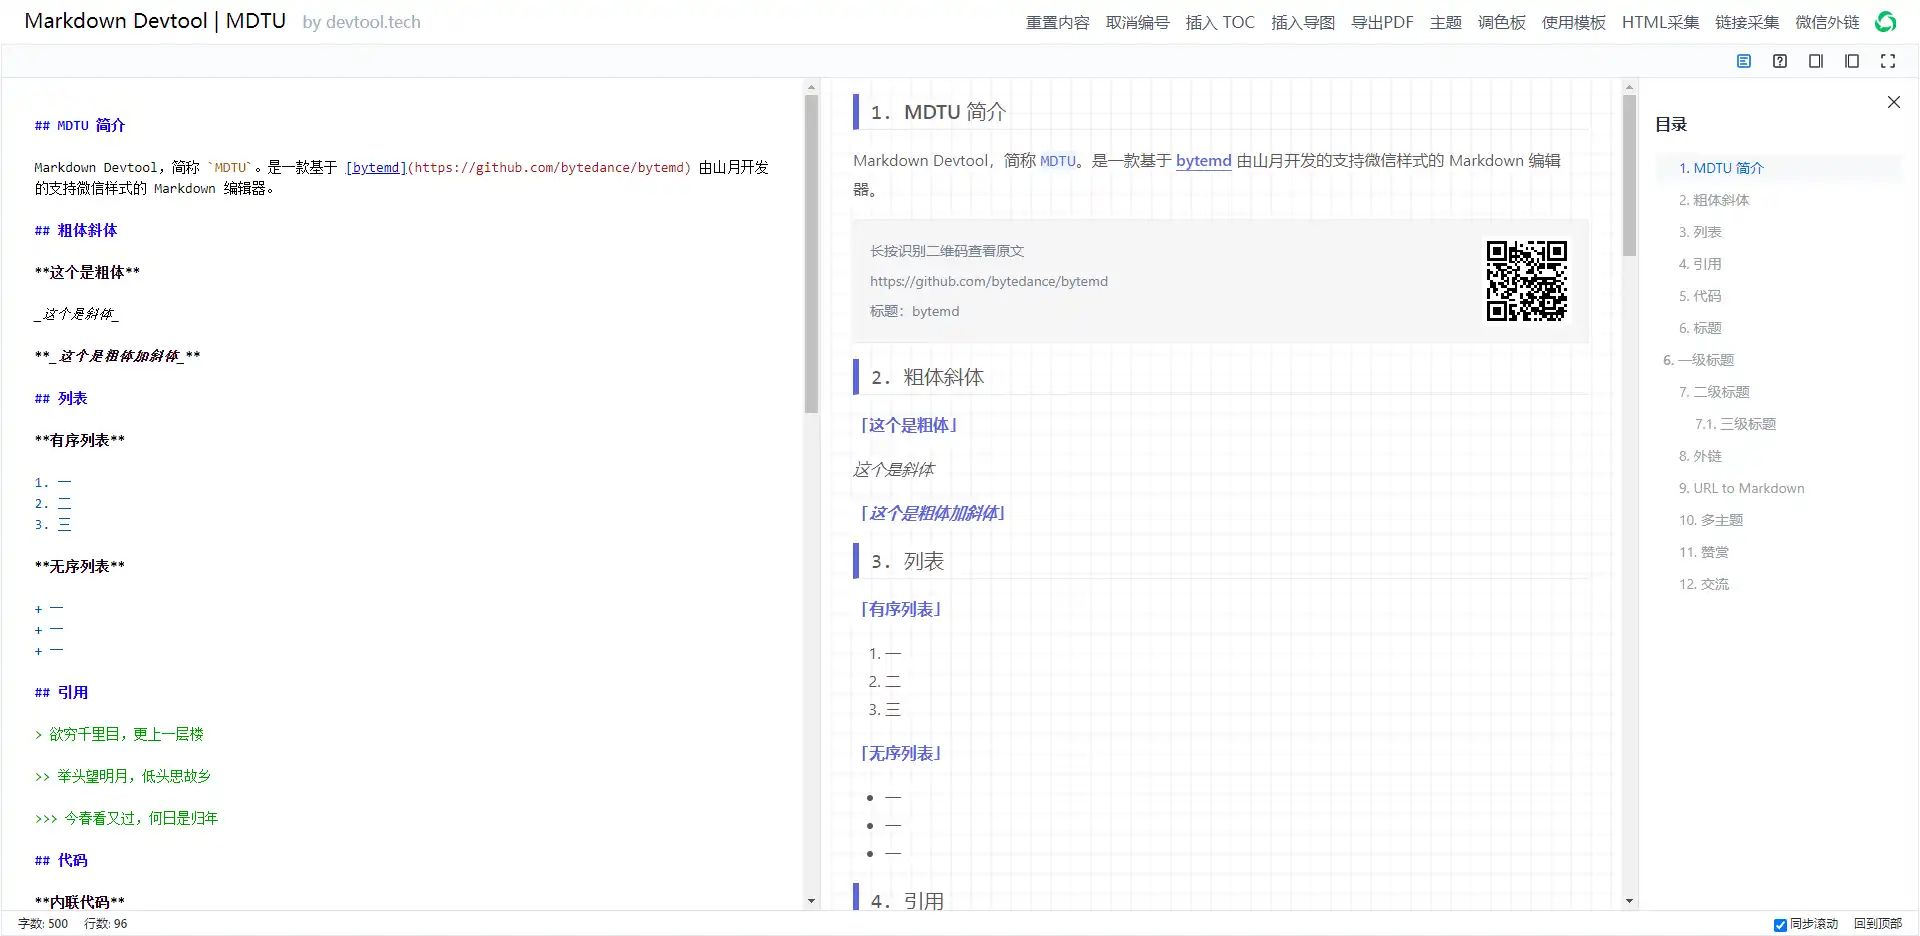 Markdown Devtool | MDTU by devtool.tech
重置内容 取消编号 插入 TOC 插入导图 导出PDF 主题 调色板 使用模板 HTML采集 链接采集 微信外链
## MDTU 简介
Markdown Devtool，简称 `MDTU`。是一款基于 [bytemd](https://github.com/bytedance/bytemd) 由山月开发
的支持微信样式的 Markdown 编辑器。
## 粗体斜体
**这个是粗体**
_这个是斜体_
**_这个是粗体加斜体_**
## 列表
**有序列表**
1. 一
2. 二
3. 三
**无序列表**
+ 一
+ 一
+ 一
## 引用
> 欲穷千里目，更上一层楼
>> 举头望明月，低头思故乡
>>> 今春看又过，何日是归年
## 代码
**内联代码**
1. MDTU 简介
Markdown Devtool，简称 MDTU。是一款基于 bytemd 由山月开发的支持微信样式的 Markdown 编辑
器。
长按识别二维码查看原文
https://github.com/bytedance/bytemd
标题：bytemd
2. 粗体斜体
「这个是粗体」
这个是斜体
「这个是粗体加斜体」
3. 列表
「有序列表」
1. 一
2. 二
3. 三
「无序列表」
• 一
• 一
• 一
4. 引用
目录
1. MDTU 简介
2. 粗体斜体
3. 列表
4. 引用
5. 代码
6. 标题
6. 一级标题
7. 二级标题
7.1. 三级标题
8. 外链
9. URL to Markdown
10. 多主题
11. 赞赏
12. 交流
字数: 500 行数: 96
同步滚动 回到顶部